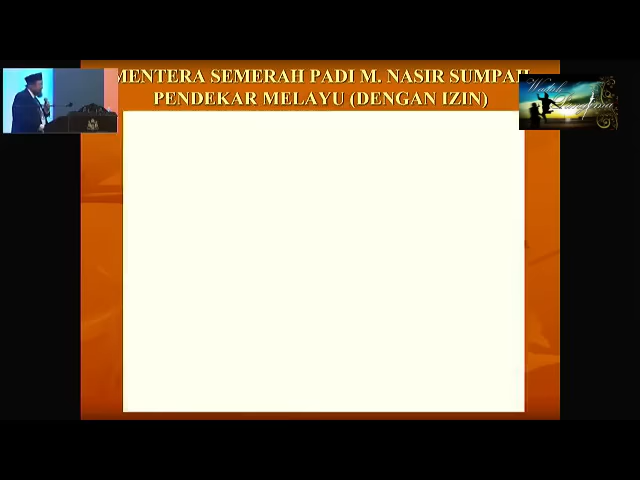 MENTERA SEMERAH PADI M. NASIR SUMPAH
PENDEKAR MELAYU (DENGAN IZIN)